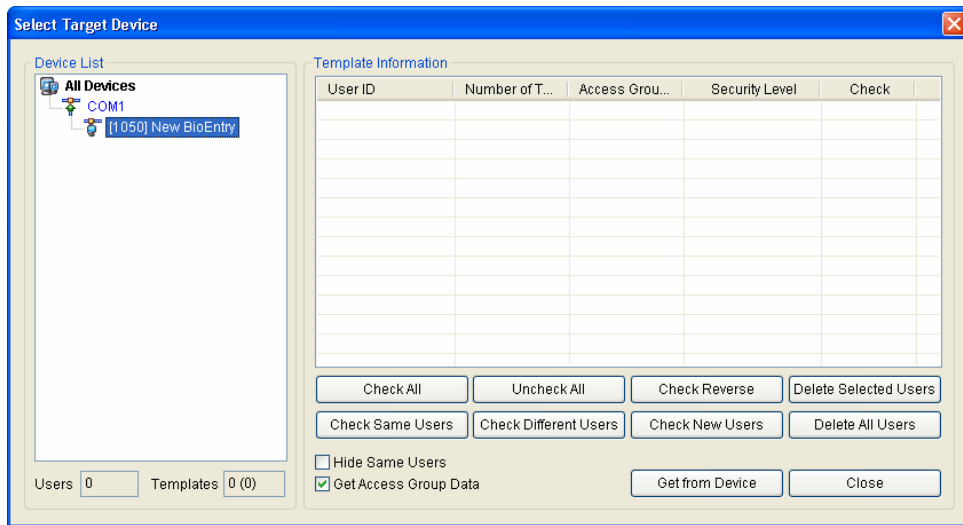 Select Target Device
Device List
All Devices
COM1
[1050] New BioEntry
Users 0 Templates 0 (0)
Template Information
User ID Number of T... Access Grou... Security Level Check
Check All Uncheck All Check Reverse Delete Selected Users
Check Same Users Check Different Users Check New Users Delete All Users
Hide Same Users
Get Access Group Data
Get from Device Close